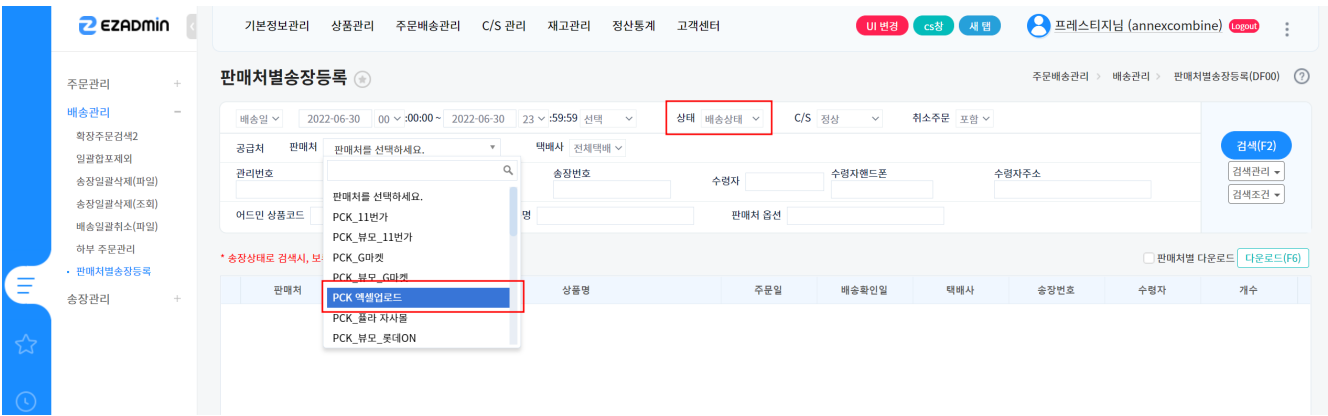 EZADMIN
기본정보관리 상품관리 주문배송관리 C/S 관리 재고관리 정산통계 고객센터
UI 변경 cs창 새 탭 프레스티지님 (annexcombine) Logout
주문관리
배송관리
확장주문검색2
일괄합포제외
송장일괄삭제(파일)
송장일괄삭제(조회)
배송일괄취소(파일)
하부 주문관리
판매처별송장등록
송장관리
판매처별송장등록
주문배송관리 > 배송관리 > 판매처별송장등록(DF00) ?
배송일 2022-06-30 00 :00:00 ~ 2022-06-30 23 :59:59 선택 상태 배송상태 C/S 정상 취소주문 포함
공급처 판매처 판매처를 선택하세요. 택배사 전체택배
관리번호 송장번호 수령자 수령자핸드폰 수령자주소
어드민 상품코드 명 판매처 옵션
검색(F2)
검색관리
검색조건
판매처를 선택하세요.
PCK_11번가
PCK_뷰모_11번가
PCK_G마켓
PCK_뷰모_G마켓
PCK 엑셀업로드
PCK_플라 자사몰
PCK_뷰모_롯데ON
* 송장상태로 검색시,
판매처별 다운로드 다운로드(F6)
판매처 상품명 주문일 배송확인일 택배사 송장번호 수령자 개수